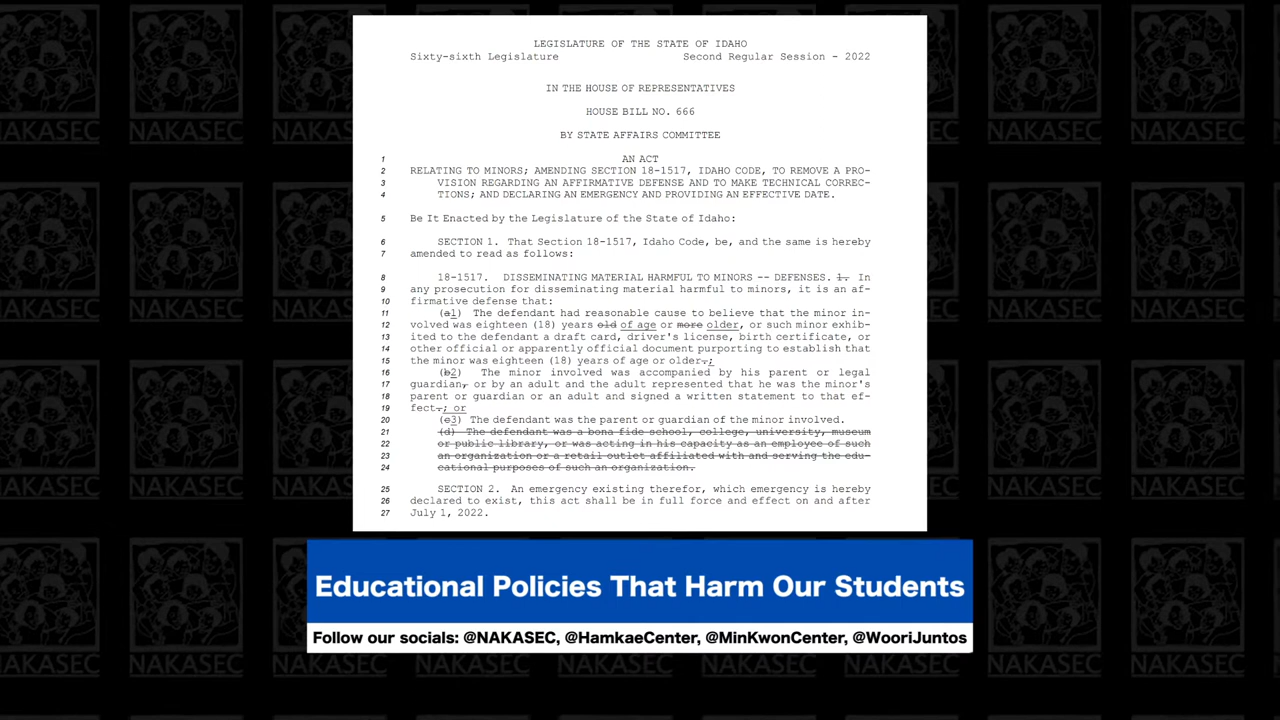 LEGISLATURE OF THE STATE OF IDAHO
Sixty-sixth Legislature Second Regular Session - 2022
IN THE HOUSE OF REPRESENTATIVES
HOUSE BILL NO. 666
BY STATE AFFAIRS COMMITTEE
1 AN ACT
2 RELATING TO MINORS; AMENDING SECTION 18-1517, IDAHO CODE, TO REMOVE A PRO-
3 VISION REGARDING AN AFFIRMATIVE DEFENSE AND TO MAKE TECHNICAL CORREC-
4 TIONS; AND DECLARING AN EMERGENCY AND PROVIDING AN EFFECTIVE DATE.
5 Be It Enacted by the Legislature of the State of Idaho:
6 SECTION 1. That Section 18-1517, Idaho Code, be, and the same is hereby
7 amended to read as follows:
8 18-1517. DISSEMINATING MATERIAL HARMFUL TO MINORS -- DEFENSES. 1. In
9 any prosecution for disseminating material harmful to minors, it is an af-
10 firmative defense that:
11 (a1) The defendant had reasonable cause to believe that the minor in-
12 volved was eighteen (18) years old of age or more older, or such minor exhib-
13 ited to the defendant a draft card, driver's license, birth certificate, or
14 other official or apparently official document purporting to establish that
15 the minor was eighteen (18) years of age or older.;
16 (b2) The minor involved was accompanied by his parent or legal
17 guardian, or by an adult and the adult represented that he was the minor's
18 parent or guardian or an adult and signed a written statement to that ef-
19 fect.; or
20 (c3) The defendant was the parent or guardian of the minor involved.
21 (d) The defendant was a bona fide school, college, university, museum
22 or public library, or was acting in his capacity as an employee of such
23 an organization or a retail outlet affiliated with and serving the edu-
24 cational purposes of such an organization.
25 SECTION 2. An emergency existing therefor, which emergency is hereby
26 declared to exist, this act shall be in full force and effect on and after
27 July 1, 2022.
Educational Policies That Harm Our Students
Follow our socials: @NAKASEC, @HamkaeCenter, @MinKwonCenter, @WooriJuntos
NAKASEC